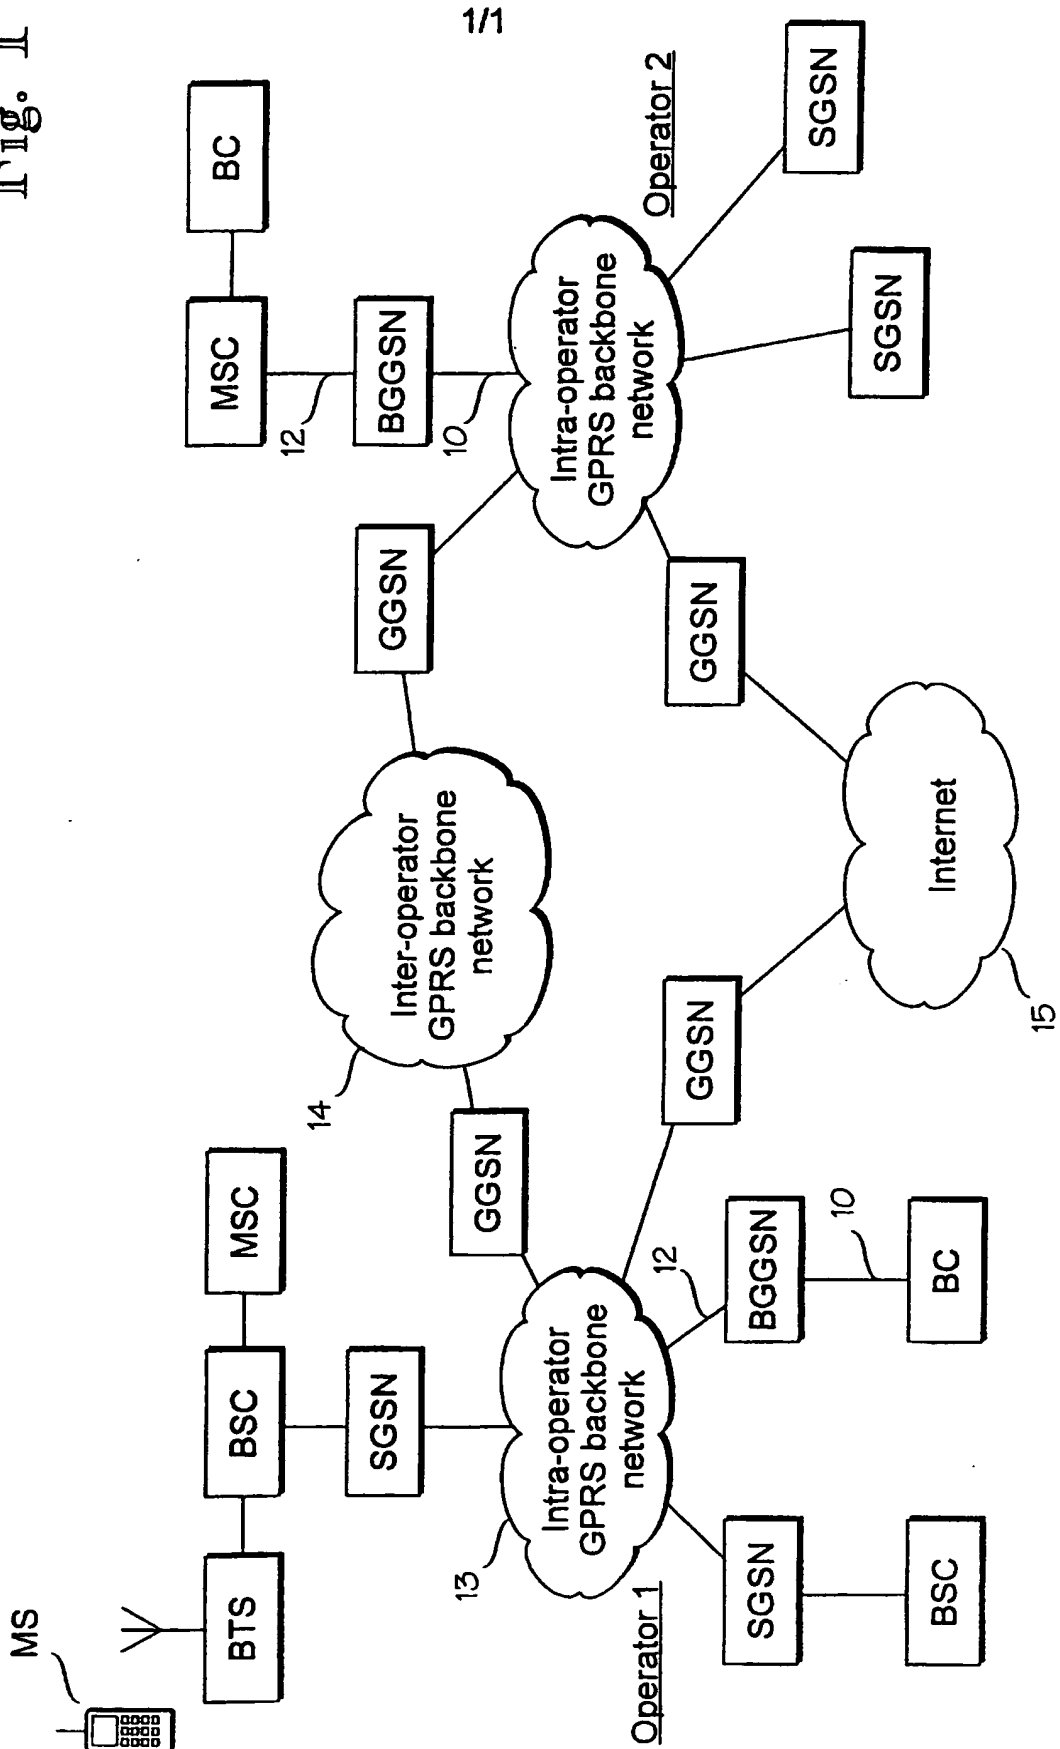 1/1
Fig. 1
MS
BTS
BSC
MSC
SGSN
14
Inter-operator
GPRS backbone
network
GGSN
GGSN
MSC
BC
12
BGGSN
10
13
Intra-operator
GPRS backbone
network
Operator 1
SGSN
BSC
12
BGGSN
10
BC
GGSN
Internet
15
GGSN
Intra-operator
GPRS backbone
network
Operator 2
SGSN
SGSN